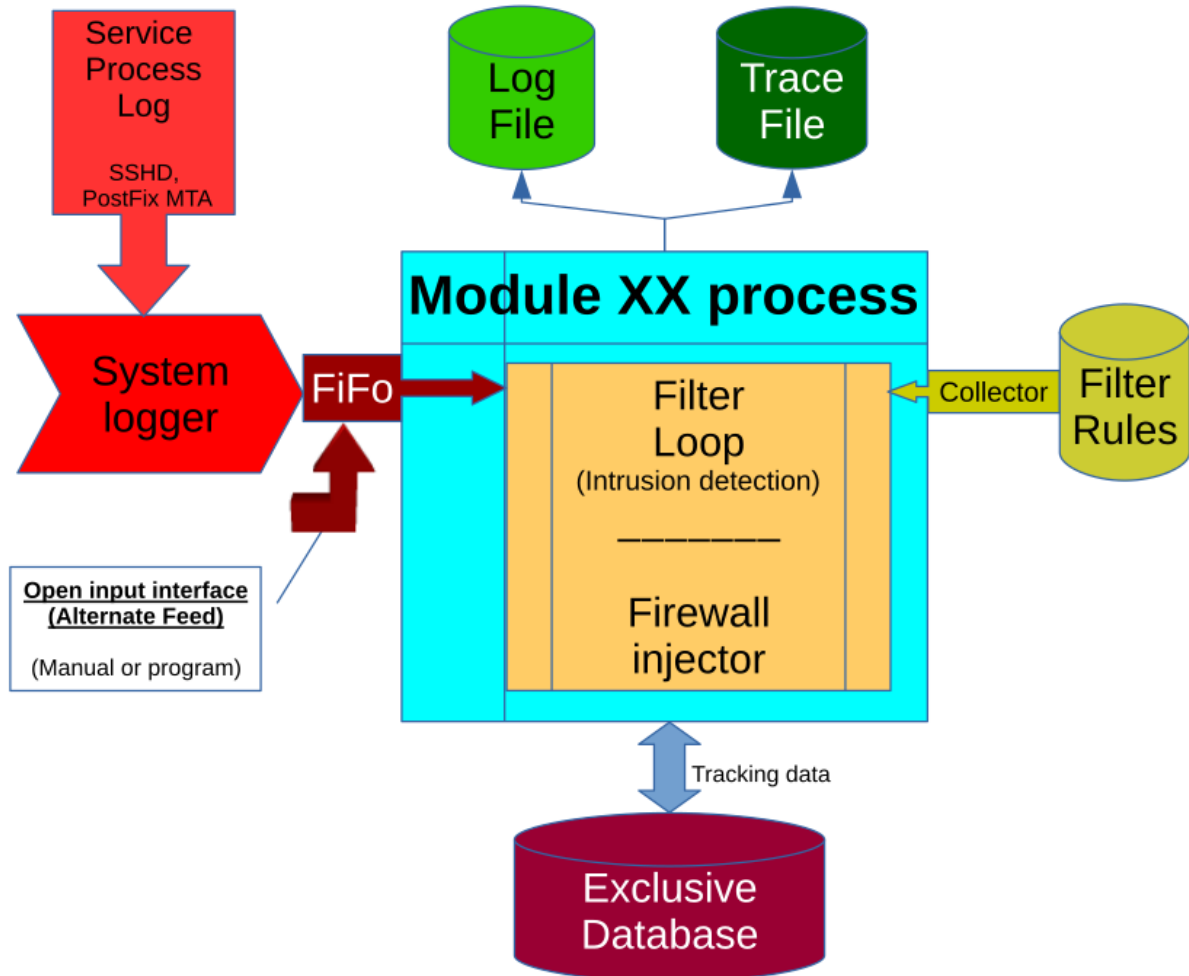 Service
Process
Log
SSHD,
PostFix MTA
Log
File
Trace
File
Module XX process
System
logger
FiFo
Filter
Loop
(Intrusion detection)
_______
Firewall
injector
Collector
Filter
Rules
Open input interface
(Alternate Feed)
(Manual or program)
Tracking data
Exclusive
Database